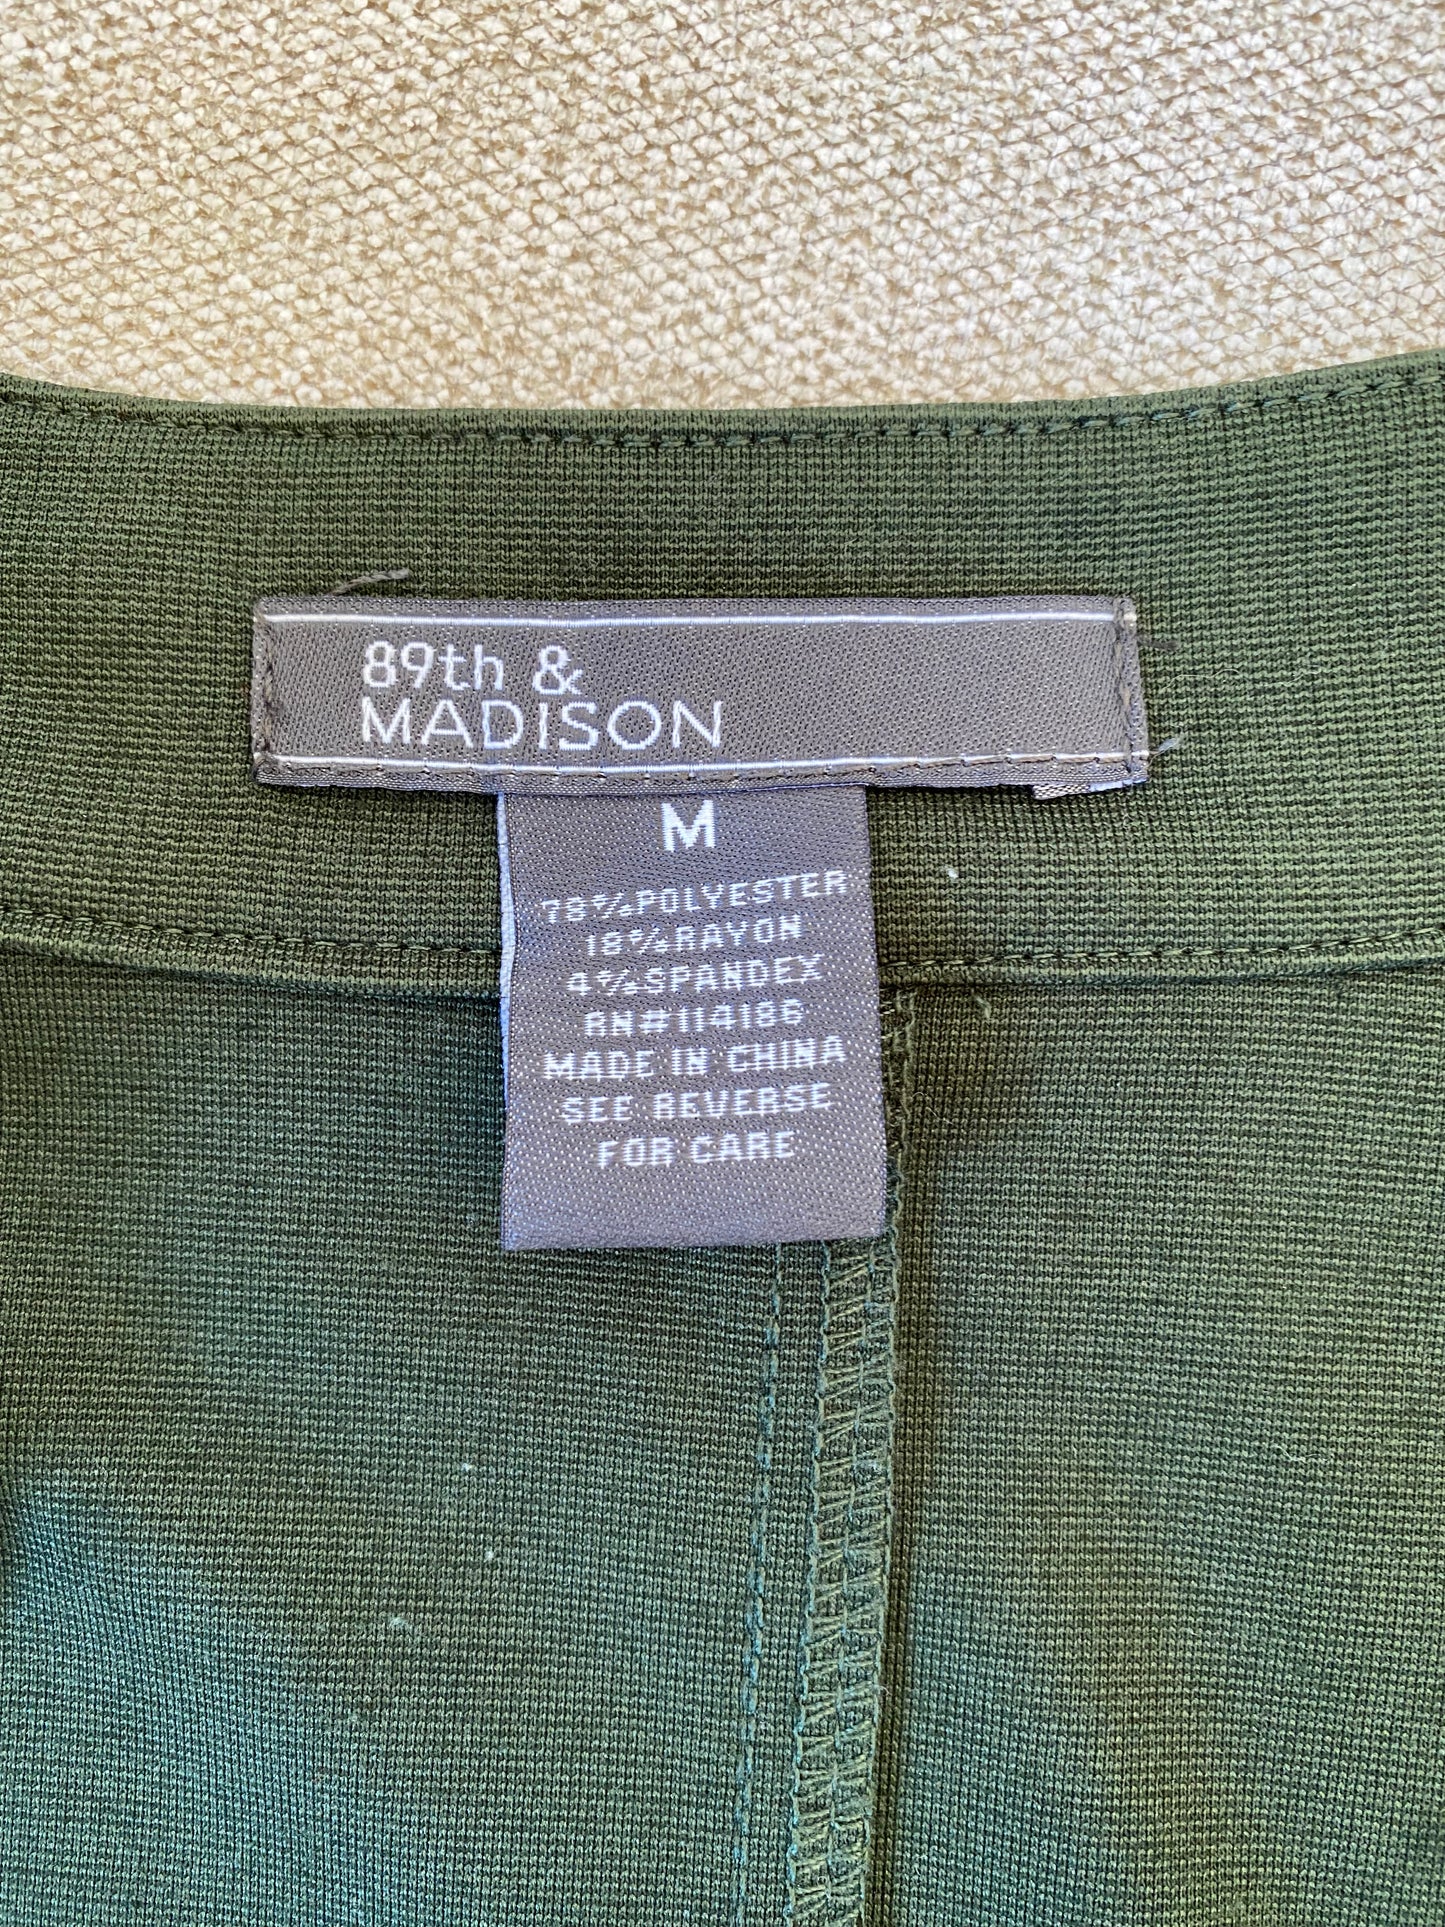 89th &
MADISON
M
78%POLYESTER
18%RAYON
4%SPANDEX
RN#114186
MADE IN CHINA
SEE REVERSE
FOR CARE